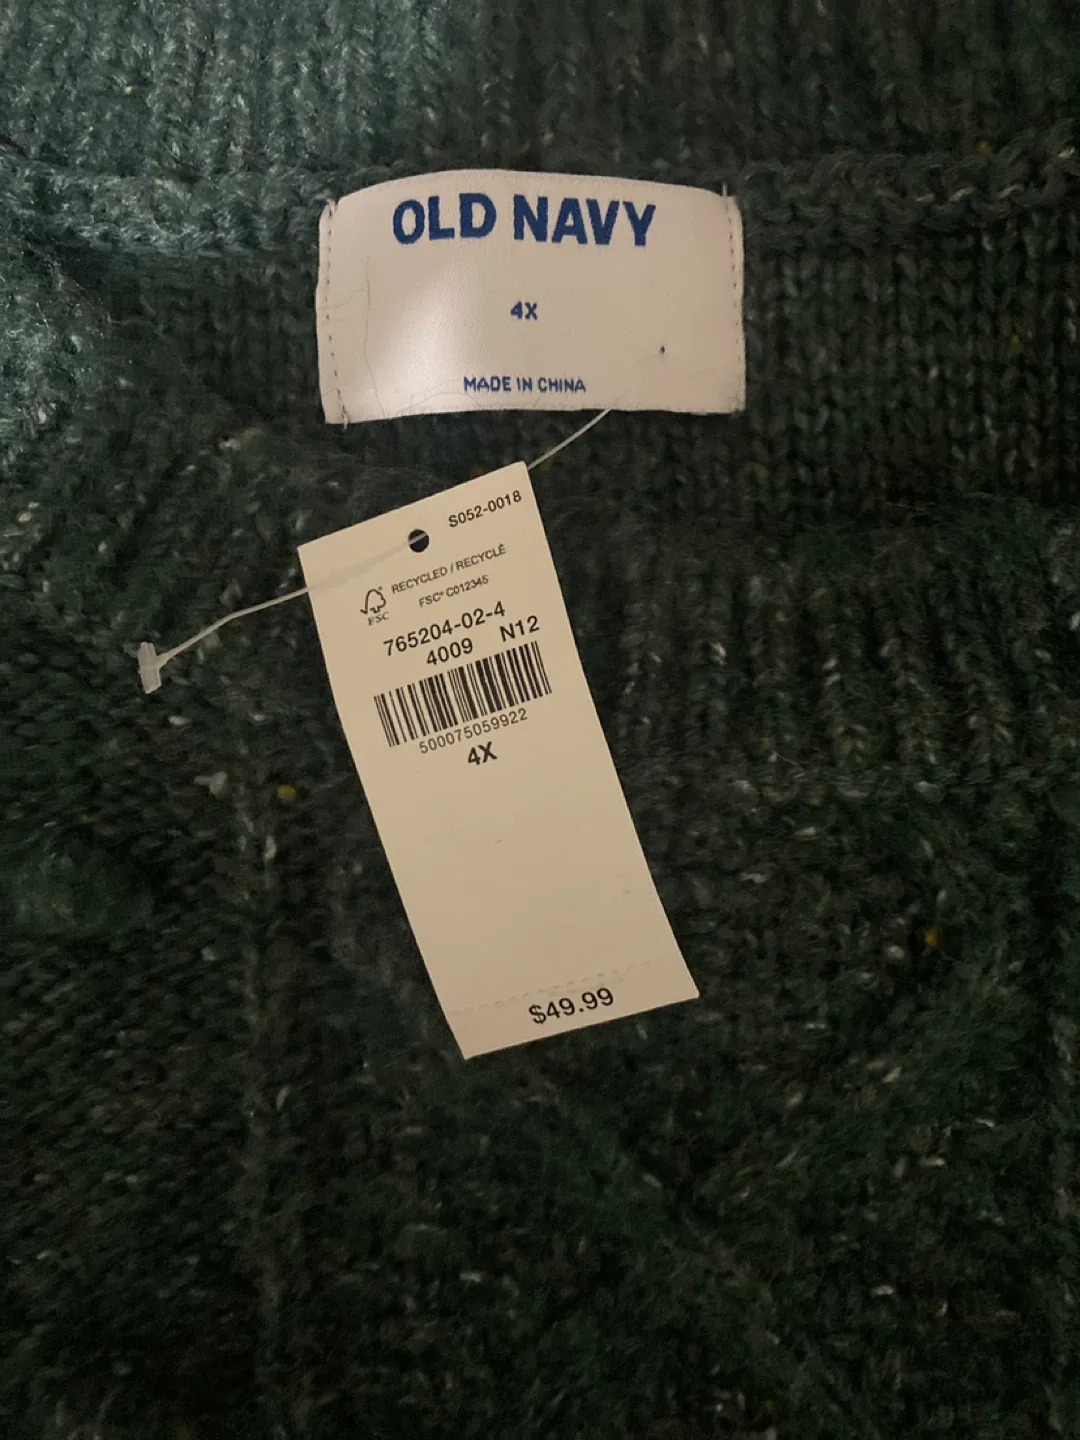 OLD NAVY
4X
MADE IN CHINA
S052-0018
RECYCLED / RECYCLÉ
FSC® C012345
FSC
765204-02-4
4009 N12
500075059922
4X
$49.99